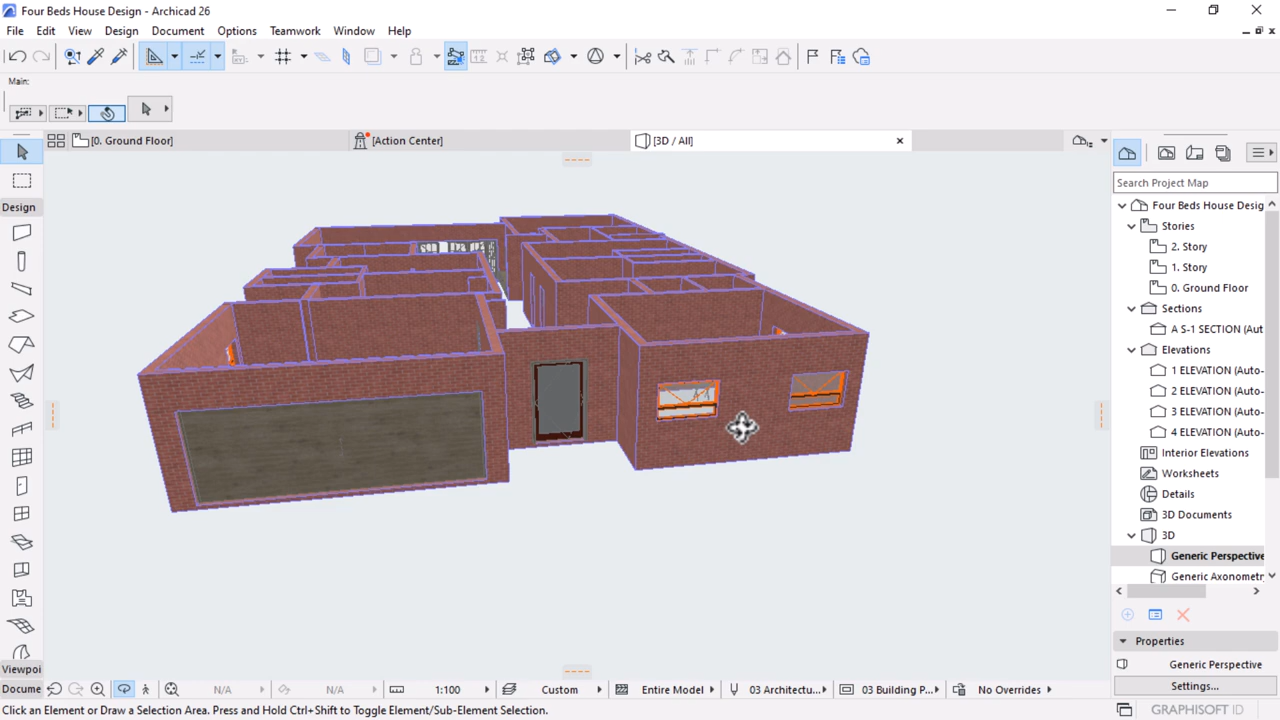 Four Beds House Design - Archicad 26
File Edit View Design Document Options Teamwork Window Help
Main:
[0. Ground Floor]
[Action Center]
[3D / All]
Search Project Map
Design
Four Beds House Desig
Stories
2. Story
1. Story
0. Ground Floor
Sections
A S-1 SECTION (Aut
Elevations
1 ELEVATION (Auto-
2 ELEVATION (Auto-
3 ELEVATION (Auto-
4 ELEVATION (Auto-
Interior Elevations
Worksheets
Details
3D Documents
3D
Generic Perspective
Generic Axonometr
Properties
Generic Perspective
Settings...
Viewpoi
Docume
N/A
N/A
1:100
Custom
Entire Model
03 Architectu...
03 Building P...
No Overrides
Click an Element or Draw a Selection Area. Press and Hold Ctrl+Shift to Toggle Element/Sub-Element Selection.
GRAPHISOFT ID